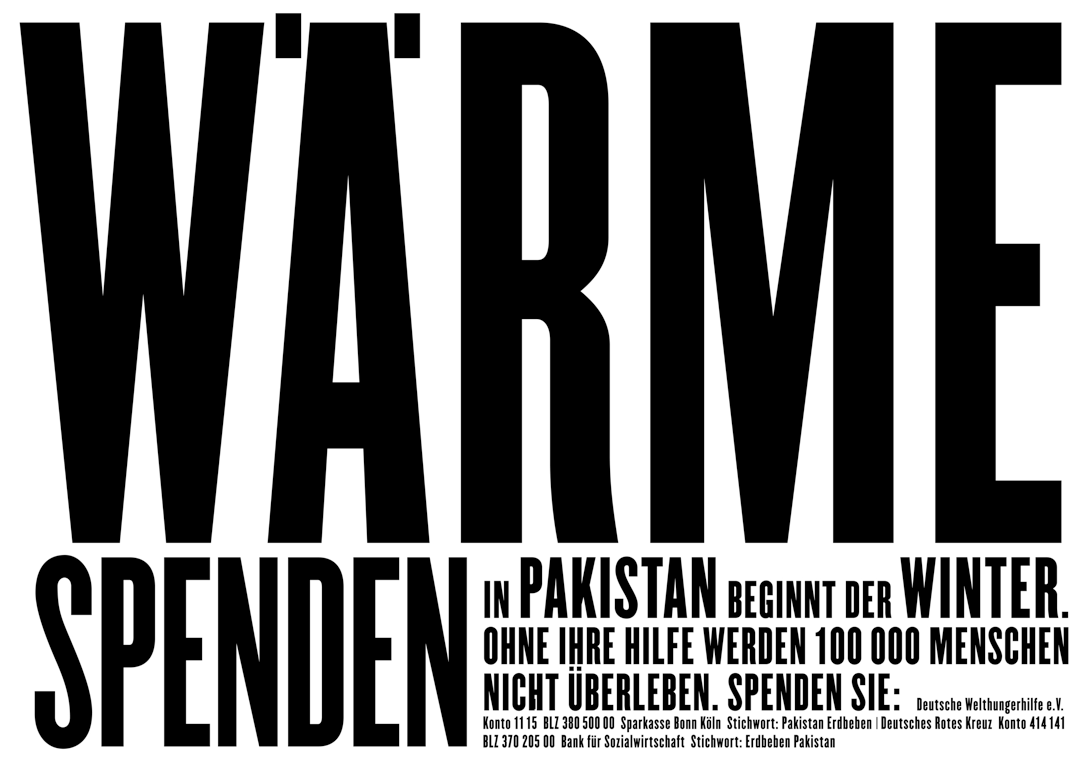 WÄRME
SPENDEN
IN PAKISTAN BEGINNT DER WINTER.
OHNE IHRE HILFE WERDEN 100 000 MENSCHEN
NICHT ÜBERLEBEN. SPENDEN SIE: Deutsche Welthungerhilfe e.V.
Konto 11 15 BLZ 380 500 00 Sparkasse Bonn Köln Stichwort: Pakistan Erdbeben | Deutsches Rotes Kreuz Konto 414 141
BLZ 370 205 00 Bank für Sozialwirtschaft Stichwort: Erdbeben Pakistan